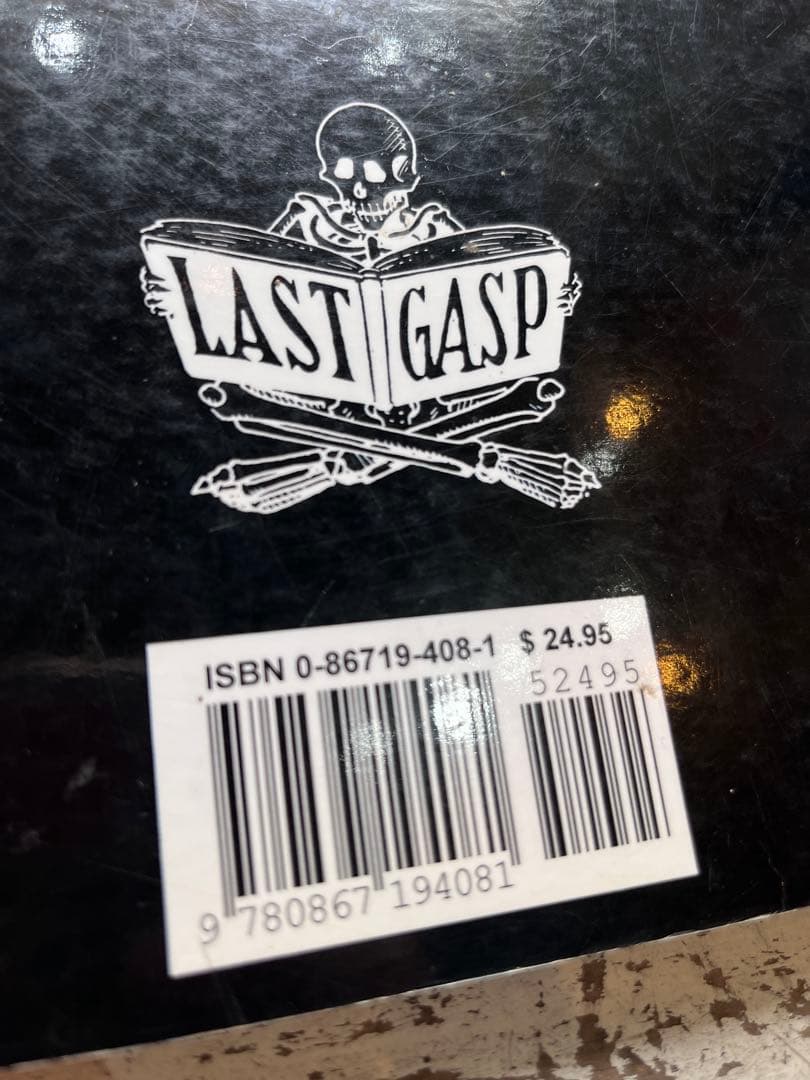 LAST GASP
ISBN 0-86719-408-1 $ 24.95
52495
9 780867 194081